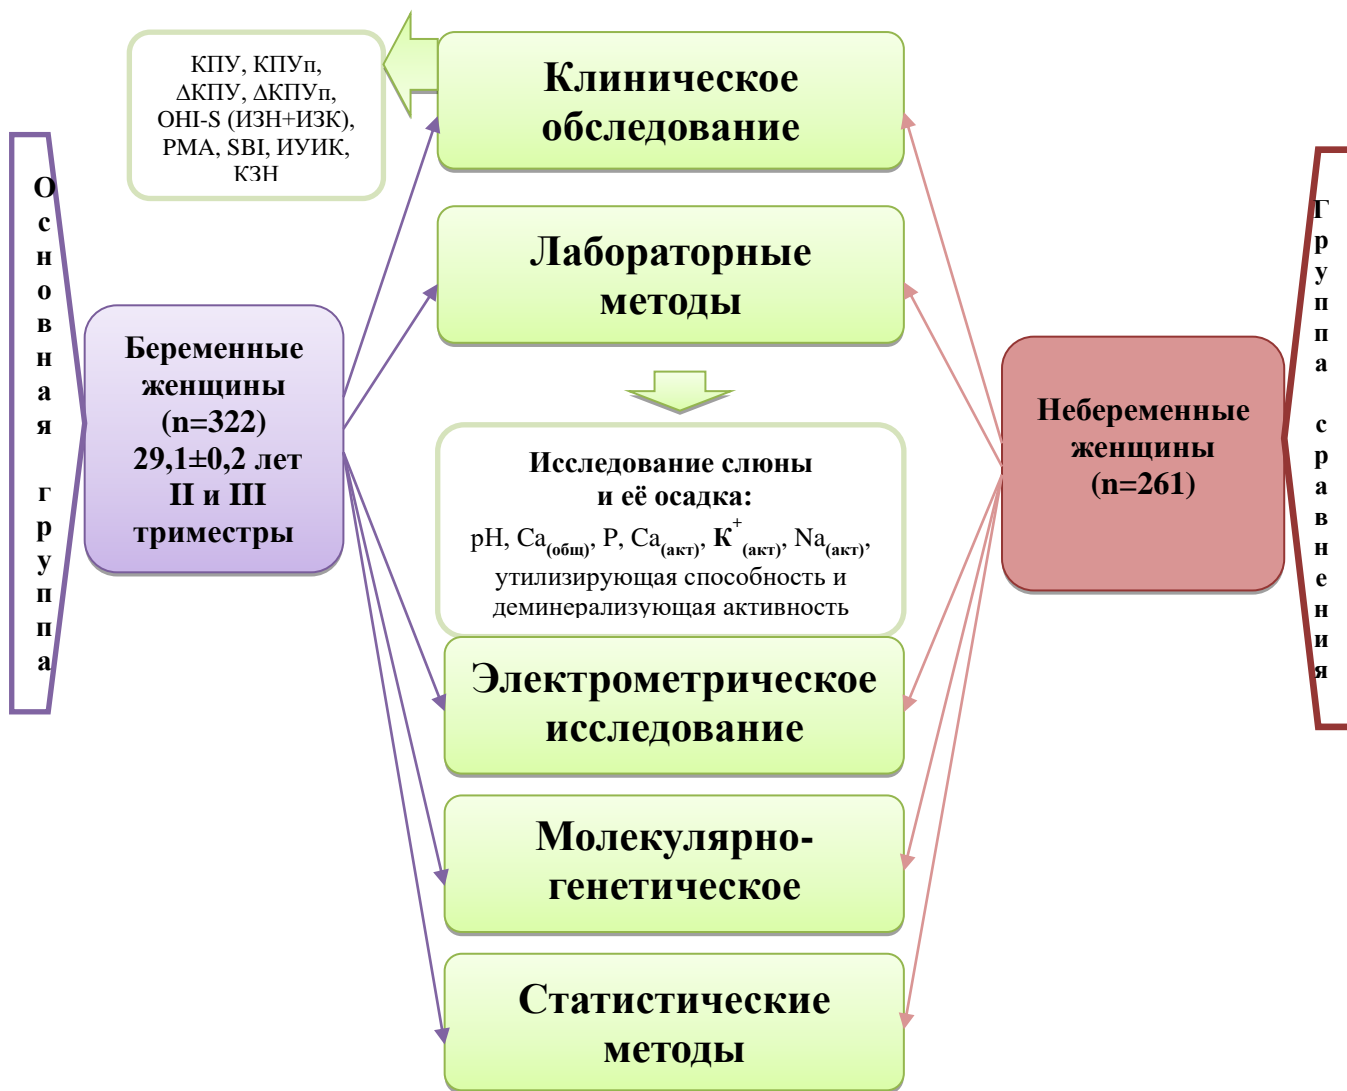 КПУ, КПУп,
ΔКПУ, ΔКПУп,
OHI-S (ИЗН+ИЗК),
PMA, SBI, ИУИК,
КЗН
Клиническое
обследование
Лабораторные
методы
Основная группа
Беременные
женщины
(n=322)
29,1±0,2 лет
II и III
триместры
Исследование слюны
и её осадка:
pH, Ca(общ), P, Ca(акт), К⁺(акт), Na(акт),
утилизирующая способность и
деминерализующая активность
Небеременные
женщины
(n=261)
Группа сравнения
Электрометрическое
исследование
Молекулярно-
генетическое
Статистические
методы